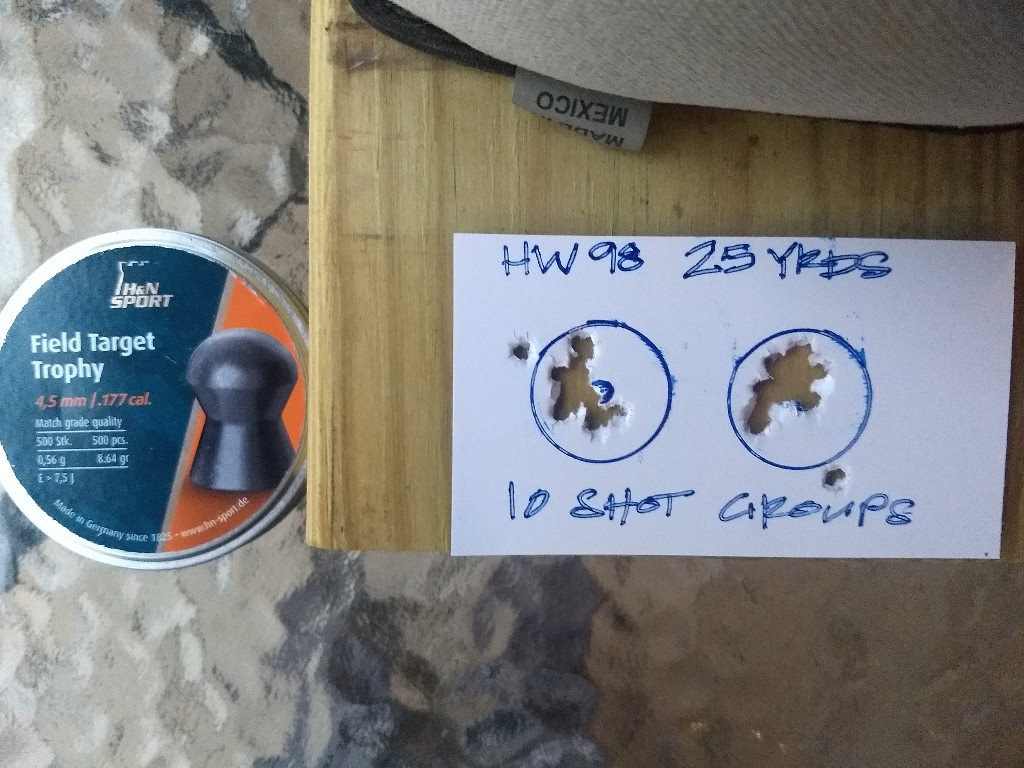 MADE IN
MEXICO
H&N
SPORT
Field Target
Trophy
4,5 mm /.177 cal.
Match grade quality
500 Stk. 500 pcs.
0,56 g 8.64 gr
E > 7,5 J
Made in Germany since 1825 - www.hn-sport.de
HW 98 25 YRDS
10 SHOT GROUPS